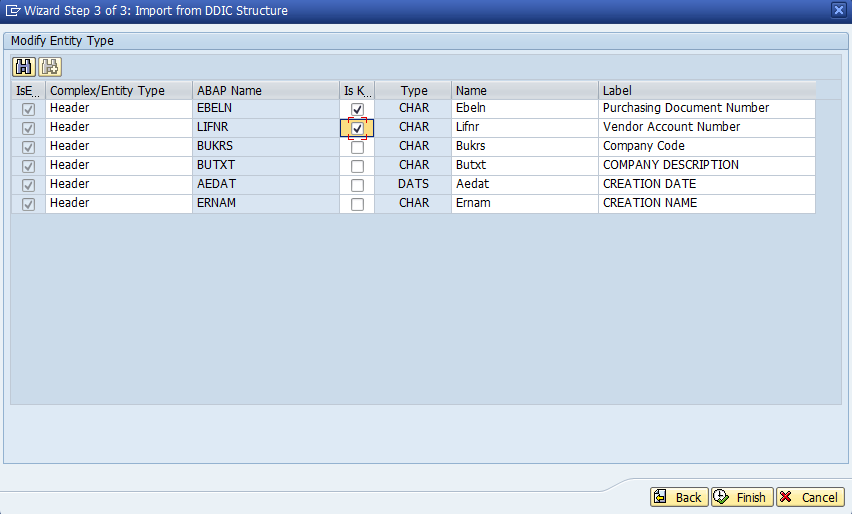 Wizard Step 3 of 3: Import from DDIC Structure
Modify Entity Type
IsE... Complex/Entity Type ABAP Name Is K... Type Name Label
Header EBELN CHAR Ebeln Purchasing Document Number
Header LIFNR CHAR Lifnr Vendor Account Number
Header BUKRS CHAR Bukrs Company Code
Header BUTXT CHAR Butxt COMPANY DESCRIPTION
Header AEDAT DATS Aedat CREATION DATE
Header ERNAM CHAR Ernam CREATION NAME
Back Finish Cancel